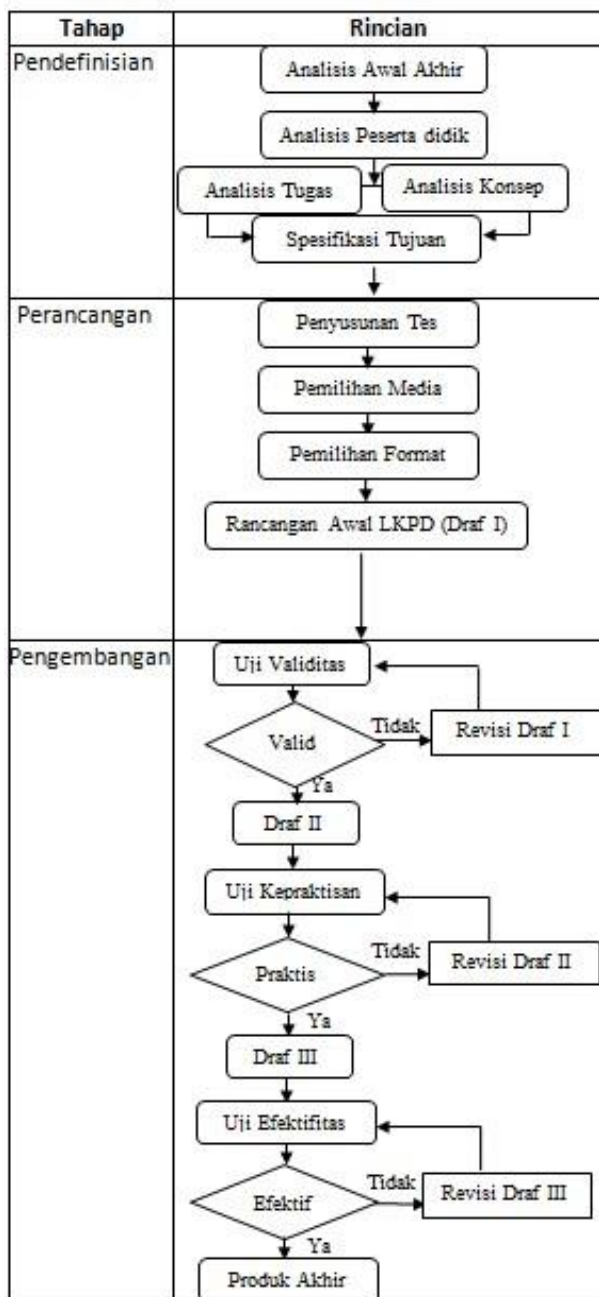 Tahap
Rincian
Pendefinisian
Analisis Awal Akhir
Analisis Peserta didik
Analisis Tugas
Analisis Konsep
Spesifikasi Tujuan
Perancangan
Penyusunan Tes
Pemilihan Media
Pemilihan Format
Rancangan Awal LKPD (Draf I)
Pengembangan
Uji Validitas
Valid
Tidak
Revisi Draf I
Ya
Draf II
Uji Kepraktisan
Praktis
Tidak
Revisi Draf II
Ya
Draf III
Uji Efektifitas
Efektif
Tidak
Revisi Draf III
Ya
Produk Akhir